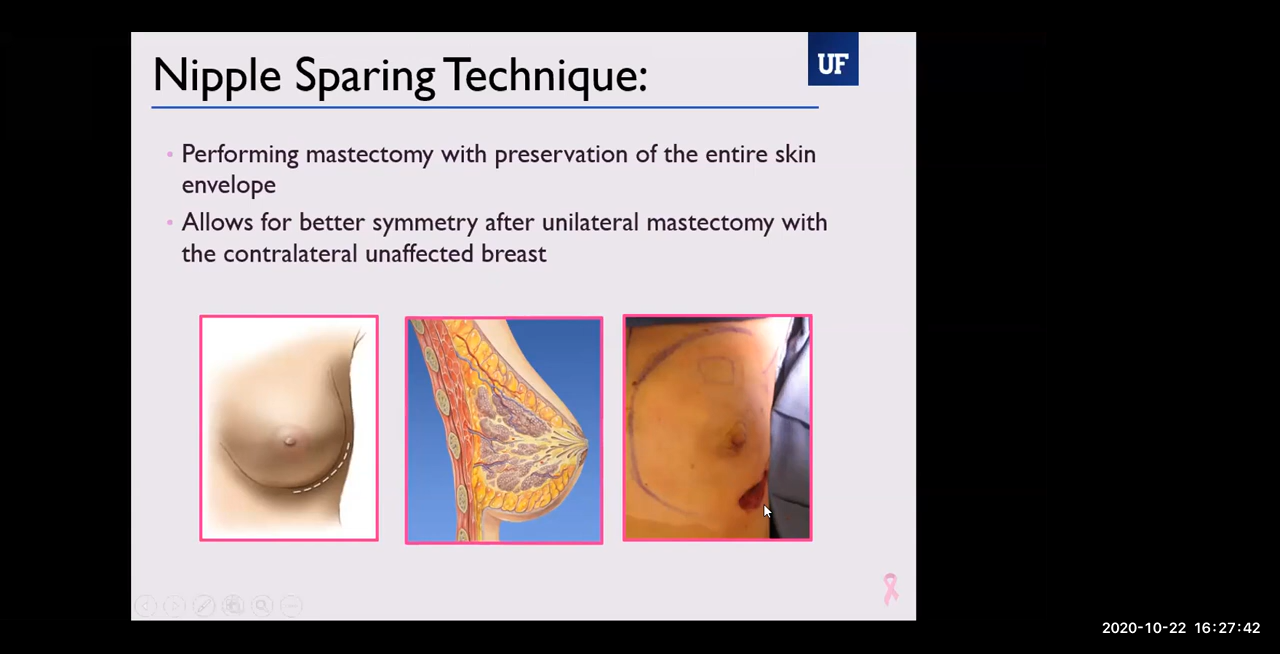 Nipple Sparing Technique:
UF
• Performing mastectomy with preservation of the entire skin
envelope
• Allows for better symmetry after unilateral mastectomy with
the contralateral unaffected breast
2020-10-22 16:27:42